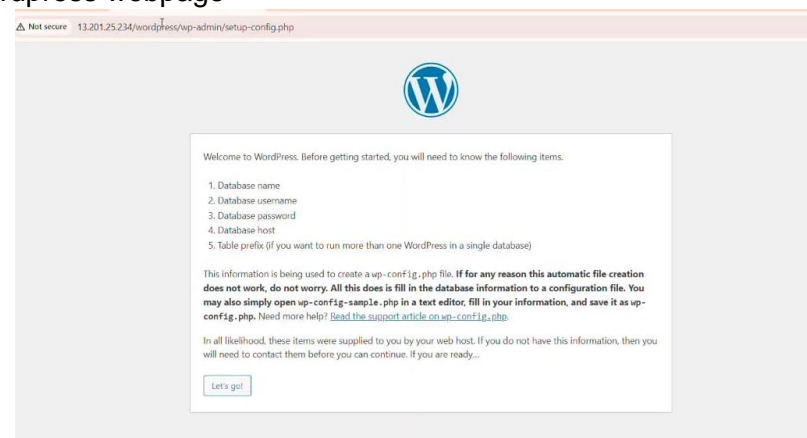 webpage
Not secure 13.201.25.234/wordpress/wp-admin/setup-config.php
Welcome to WordPress. Before getting started, you will need to know the following items.
1. Database name
2. Database username
3. Database password
4. Database host
5. Table prefix (if you want to run more than one WordPress in a single database)
This information is being used to create a wp-config.php file. If for any reason this automatic file creation
does not work, do not worry. All this does is fill in the database information to a configuration file. You
may also simply open wp-config-sample.php in a text editor, fill in your information, and save it as wp-
config.php. Need more help? Read the support article on wp-config.php.
In all likelihood, these items were supplied to you by your web host. If you do not have this information, then you
will need to contact them before you can continue. If you are ready...
Let's go!